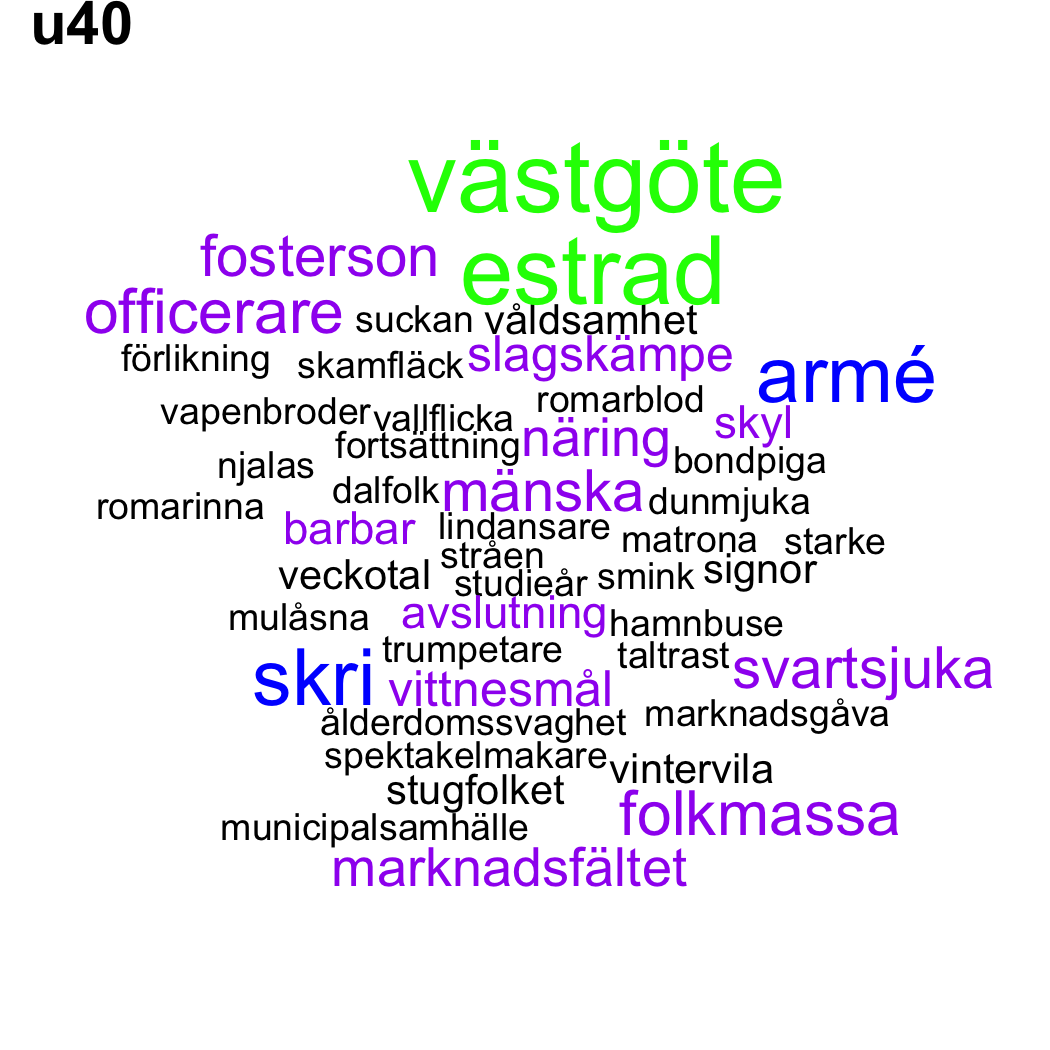 u40
västgöte
fosterson estrad
officerare suckan våldsamhet
förlikning skamfläck slagskämpe armé
vapenbroder vallflicka romarblod skyl
fortsättning näring bondpiga
njalas dalfolk mänska dunmjuka
romarinna barbar lindansare matrona starke
stråen
veckotal studieår smink signor
mulåsna avslutning hamnbuse
trumpetare taltrast svartsjuka
skri vittnesmål
ålderdomssvaghet marknadsgåva
spektakelmakare vintervila
stugfolket folkmassa
municipalsamhälle
marknadsfältet